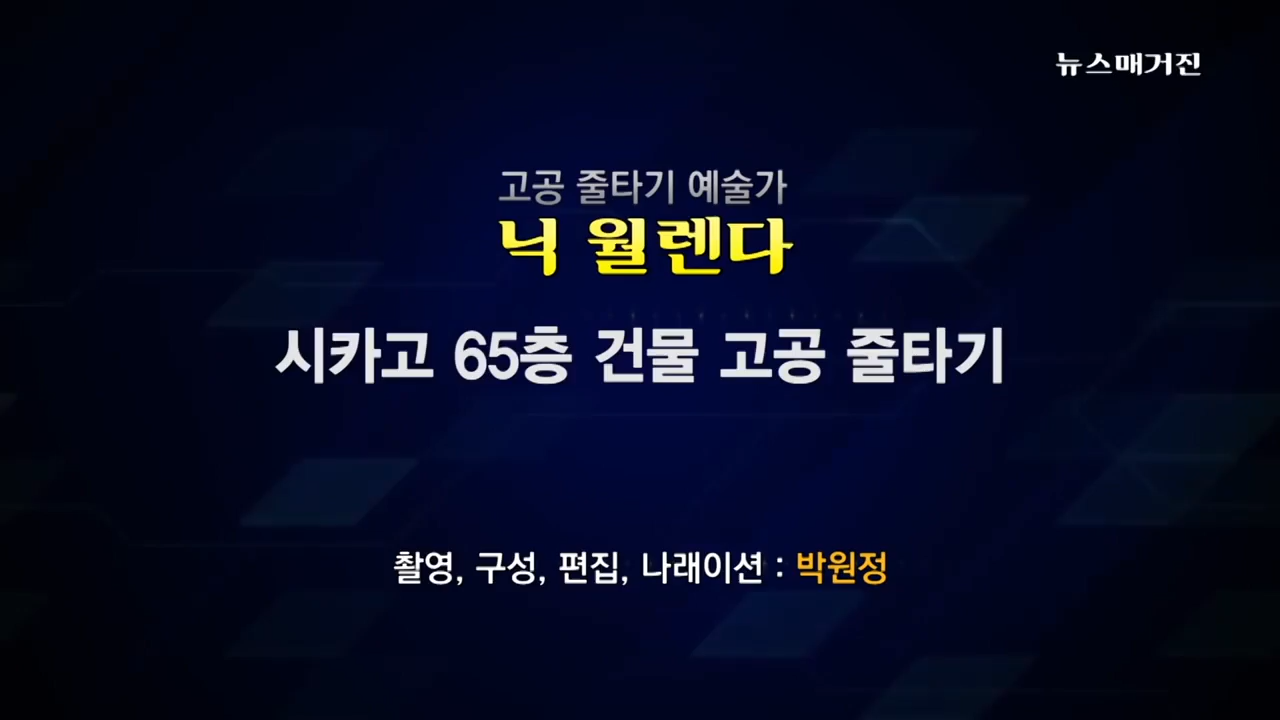 뉴스매거진
고공 줄타기 예술가
닉 월렌다
시카고 65층 건물 고공 줄타기
촬영, 구성, 편집, 나래이션 : 박원정